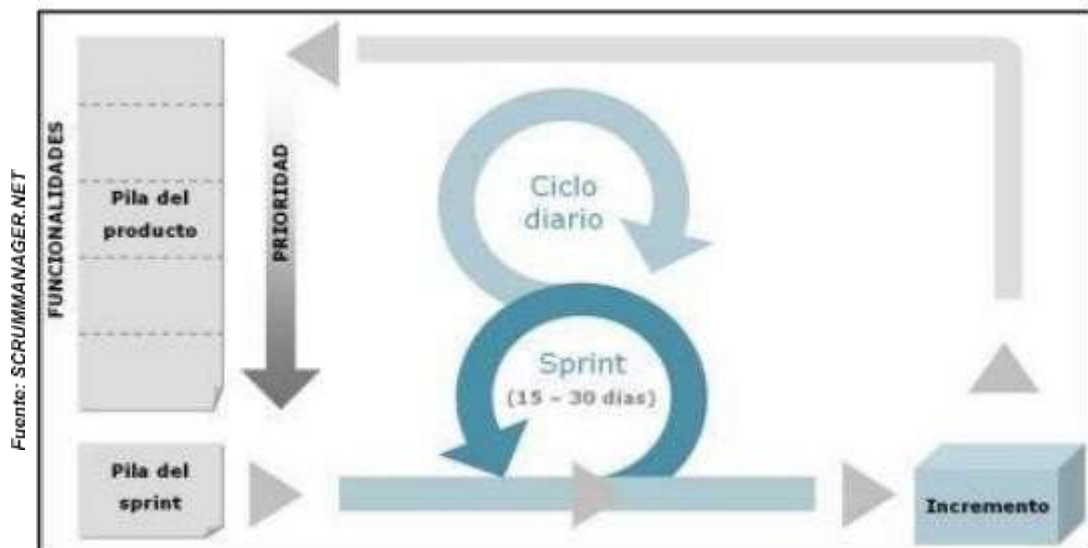 Fuente: SCRUMMANAGER.NET
FUNCIONALIDADES
Pila del
producto
PRIORIDAD
Ciclo
diario
Sprint
(15 – 30 días)
Pila del
sprint
Incremento